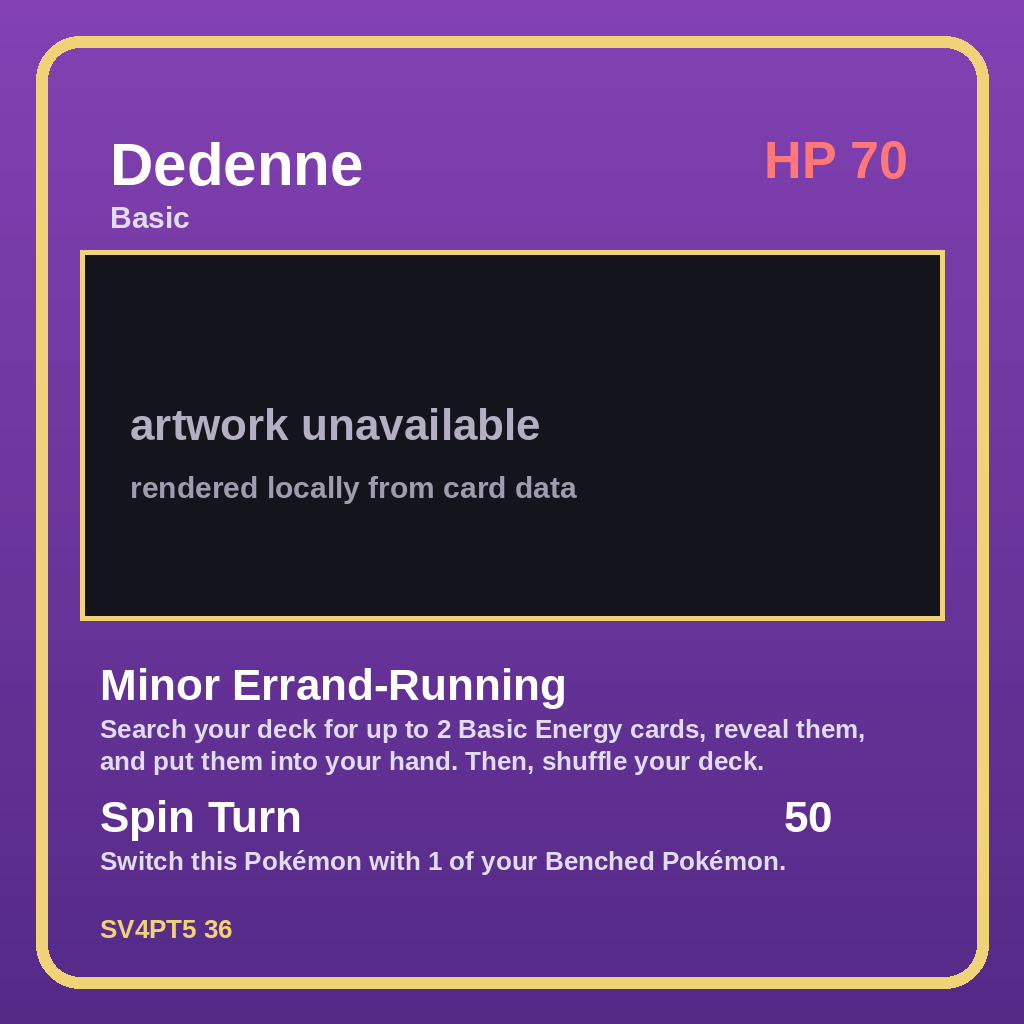 Dedenne
HP 70
Basic
artwork unavailable
rendered locally from card data
Minor Errand-Running
Search your deck for up to 2 Basic Energy cards, reveal them,
and put them into your hand. Then, shuffle your deck.
Spin Turn 50
Switch this Pokémon with 1 of your Benched Pokémon.
SV4PT5 36